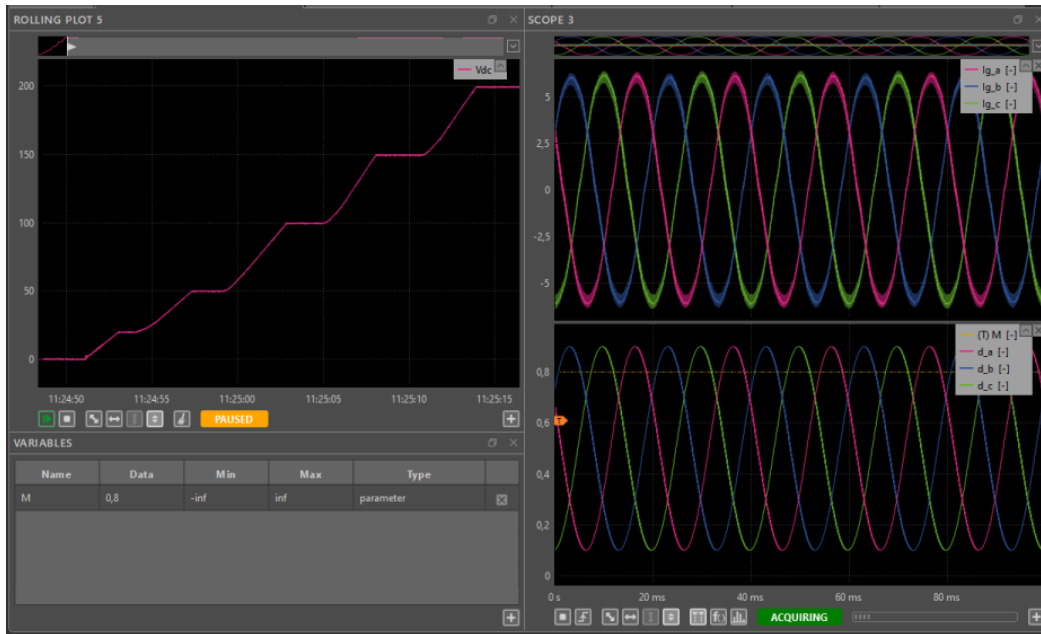 ROLLING PLOT 5
Vdc
200
150
100
50
0
11:24:50 11:24:55 11:25:00 11:25:05 11:25:10 11:25:15
PAUSED
VARIABLES
Name Data Min Max Type
M 0,8 -inf inf parameter
SCOPE 3
Ig_a [-]
Ig_b [-]
Ig_c [-]
5
2,5
0
-2,5
-5
(T) M [-]
d_a [-]
d_b [-]
d_c [-]
0,8
0,6
T
0,4
0,2
0
0 s 20 ms 40 ms 60 ms 80 ms
f()
ACQUIRING